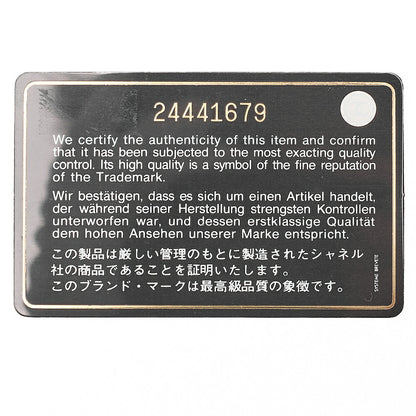 24441679
We certify the authenticity of this item and confirm
that it has been subjected to the most exacting quality
control. Its high quality is a symbol of the fine reputation
of the Trademark.
Wir bestätigen, dass es sich um einen Artikel handelt,
der während seiner Herstellung strengsten Kontrollen
unterworfen war, und dessen erstklassige Qualität
dem hohen Ansehen unserer Marke entspricht.
この製品は厳しい管理のもとに製造されたシャネル
社の商品であることを証明いたします。
このブランド・マークは最高級品質の象徴です。
SYSTEME BREVETE